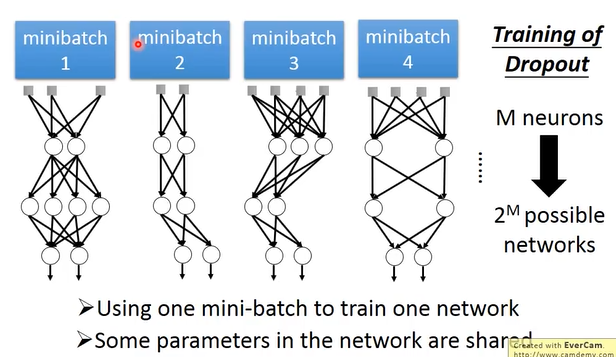 minibatch
1
minibatch
2
minibatch
3
minibatch
4
Training of
Dropout
M neurons
……
2^M possible
networks
➢Using one mini-batch to train one network
➢Some parameters in the network are shared
Created with EverCam.
http://www.camdemy.com